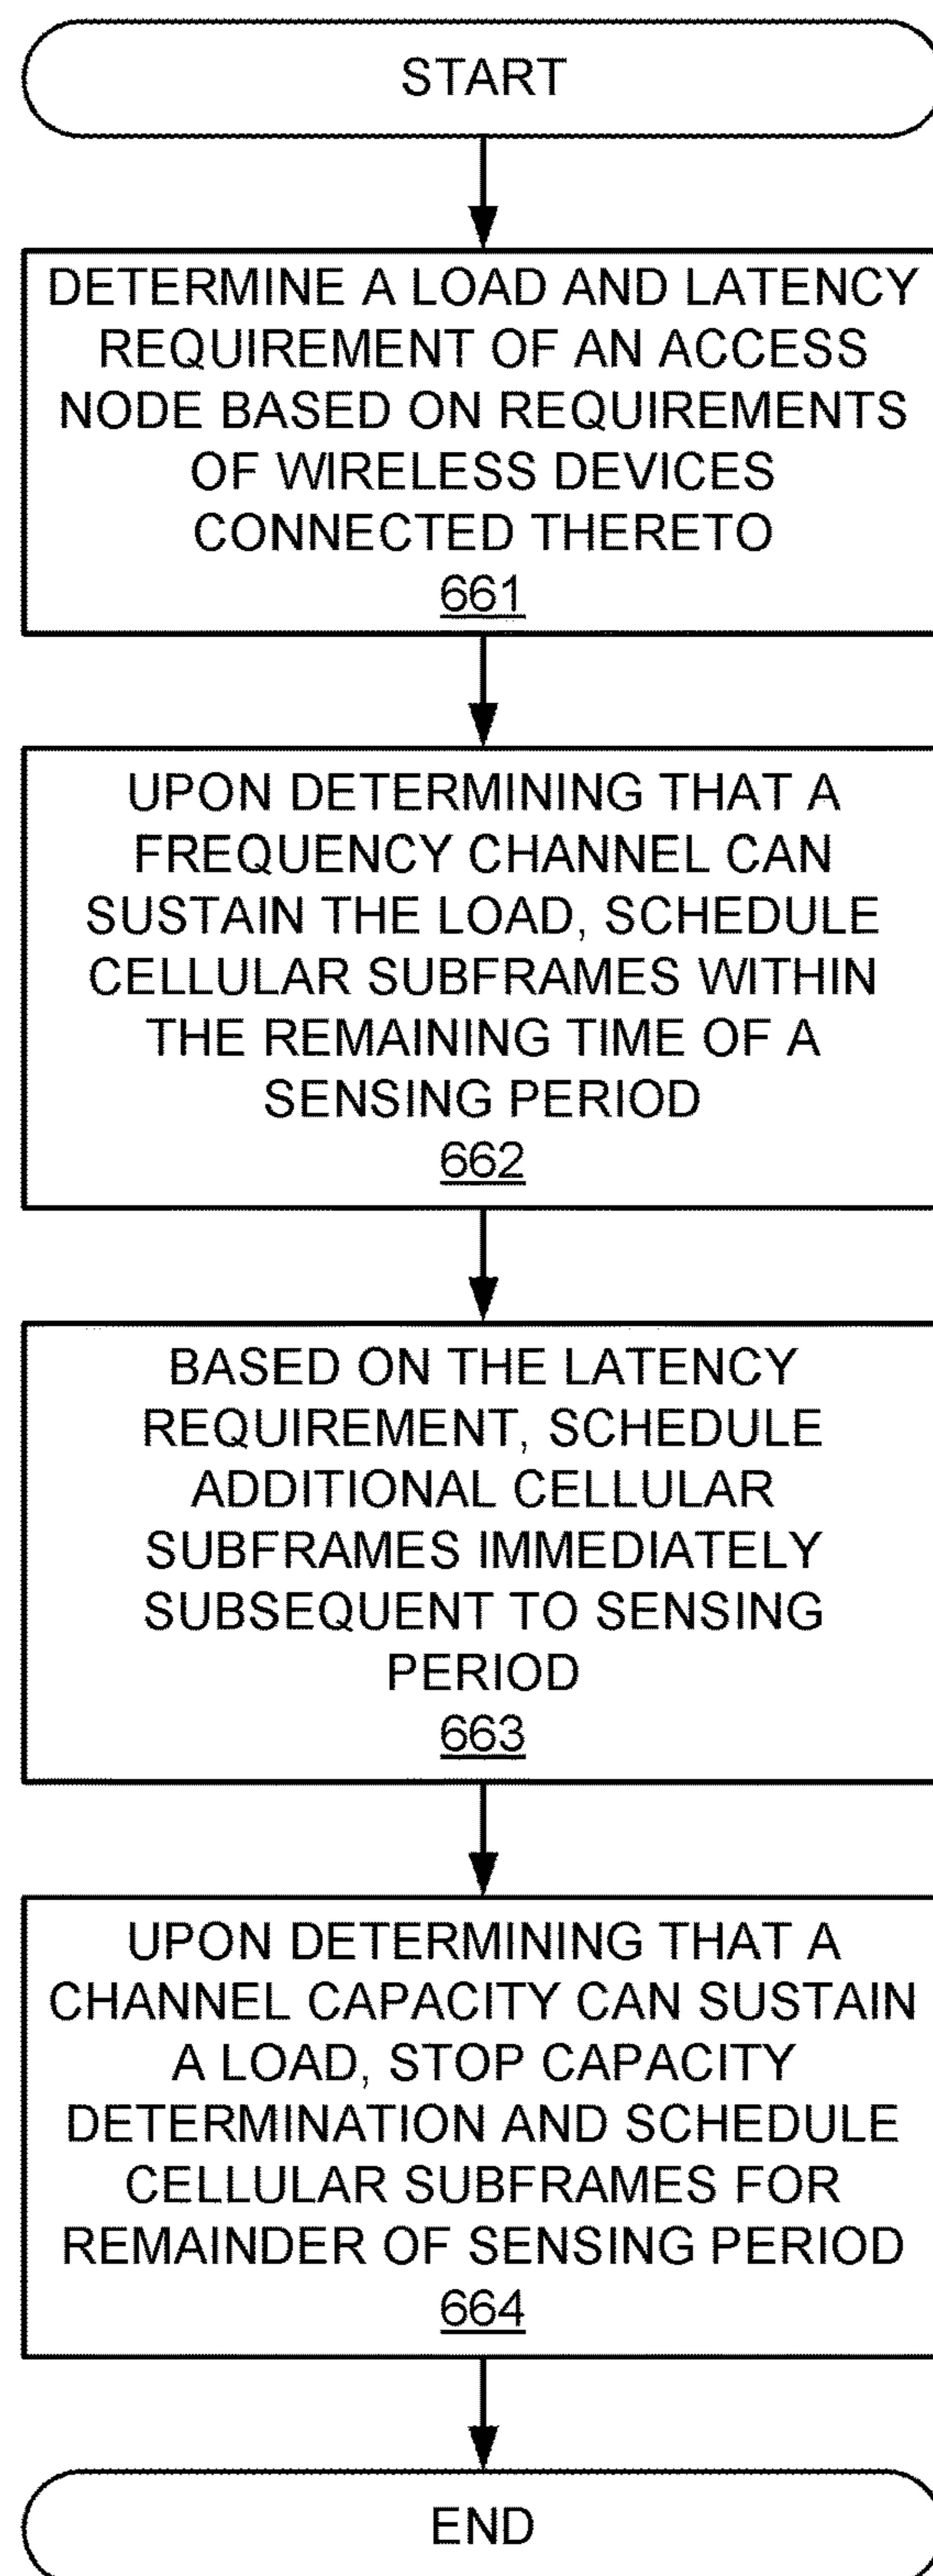 START
DETERMINE A LOAD AND LATENCY
REQUIREMENT OF AN ACCESS
NODE BASED ON REQUIREMENTS
OF WIRELESS DEVICES
CONNECTED THERETO
661
UPON DETERMINING THAT A
FREQUENCY CHANNEL CAN
SUSTAIN THE LOAD, SCHEDULE
CELLULAR SUBFRAMES WITHIN
THE REMAINING TIME OF A
SENSING PERIOD
662
BASED ON THE LATENCY
REQUIREMENT, SCHEDULE
ADDITIONAL CELLULAR
SUBFRAMES IMMEDIATELY
SUBSEQUENT TO SENSING
PERIOD
663
UPON DETERMINING THAT A
CHANNEL CAPACITY CAN SUSTAIN
A LOAD, STOP CAPACITY
DETERMINATION AND SCHEDULE
CELLULAR SUBFRAMES FOR
REMAINDER OF SENSING PERIOD
664
END